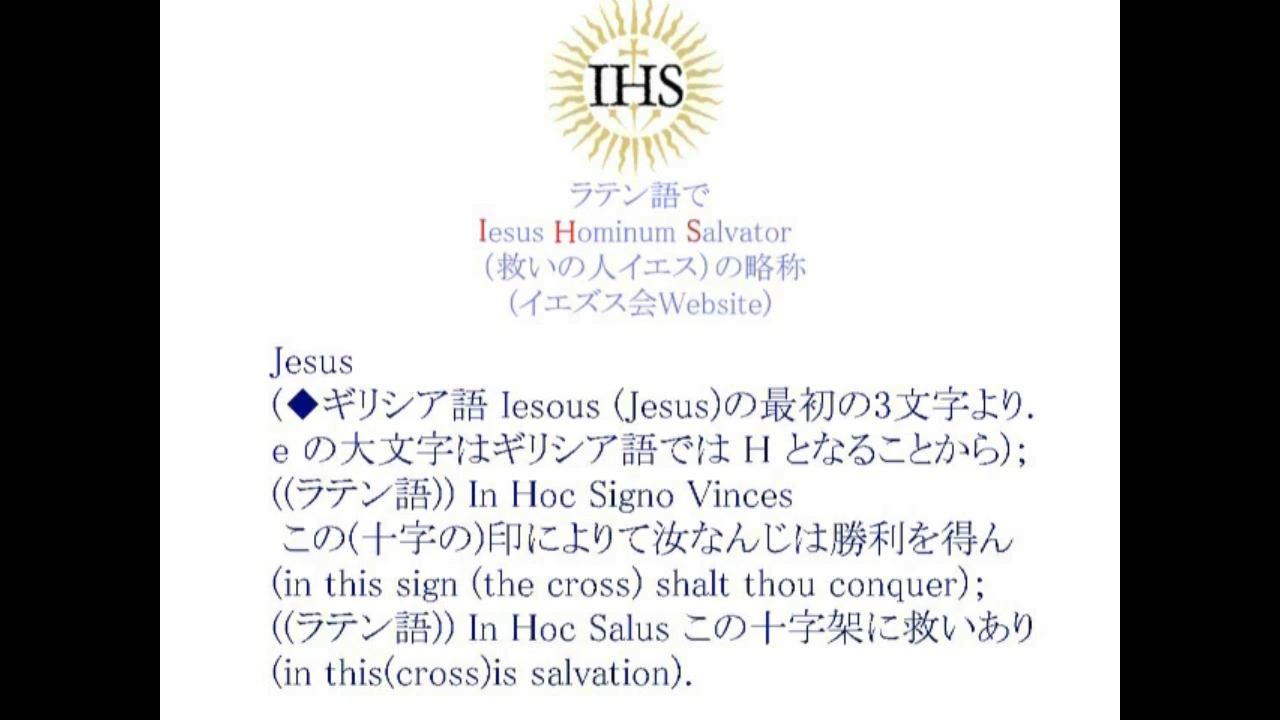 IHS
ラテン語で
Iesus Hominum Salvator
（救いの人イエス）の略称
(イエズス会Website)
Jesus
(◆ギリシア語 Iesous (Jesus)の最初の3文字より.
e の大文字はギリシア語では H となることから);
((ラテン語)) In Hoc Signo Vinces
この(十字の)印によりて汝なんじは勝利を得ん
(in this sign (the cross) shalt thou conquer);
((ラテン語)) In Hoc Salus この十字架に救いあり
(in this(cross)is salvation).